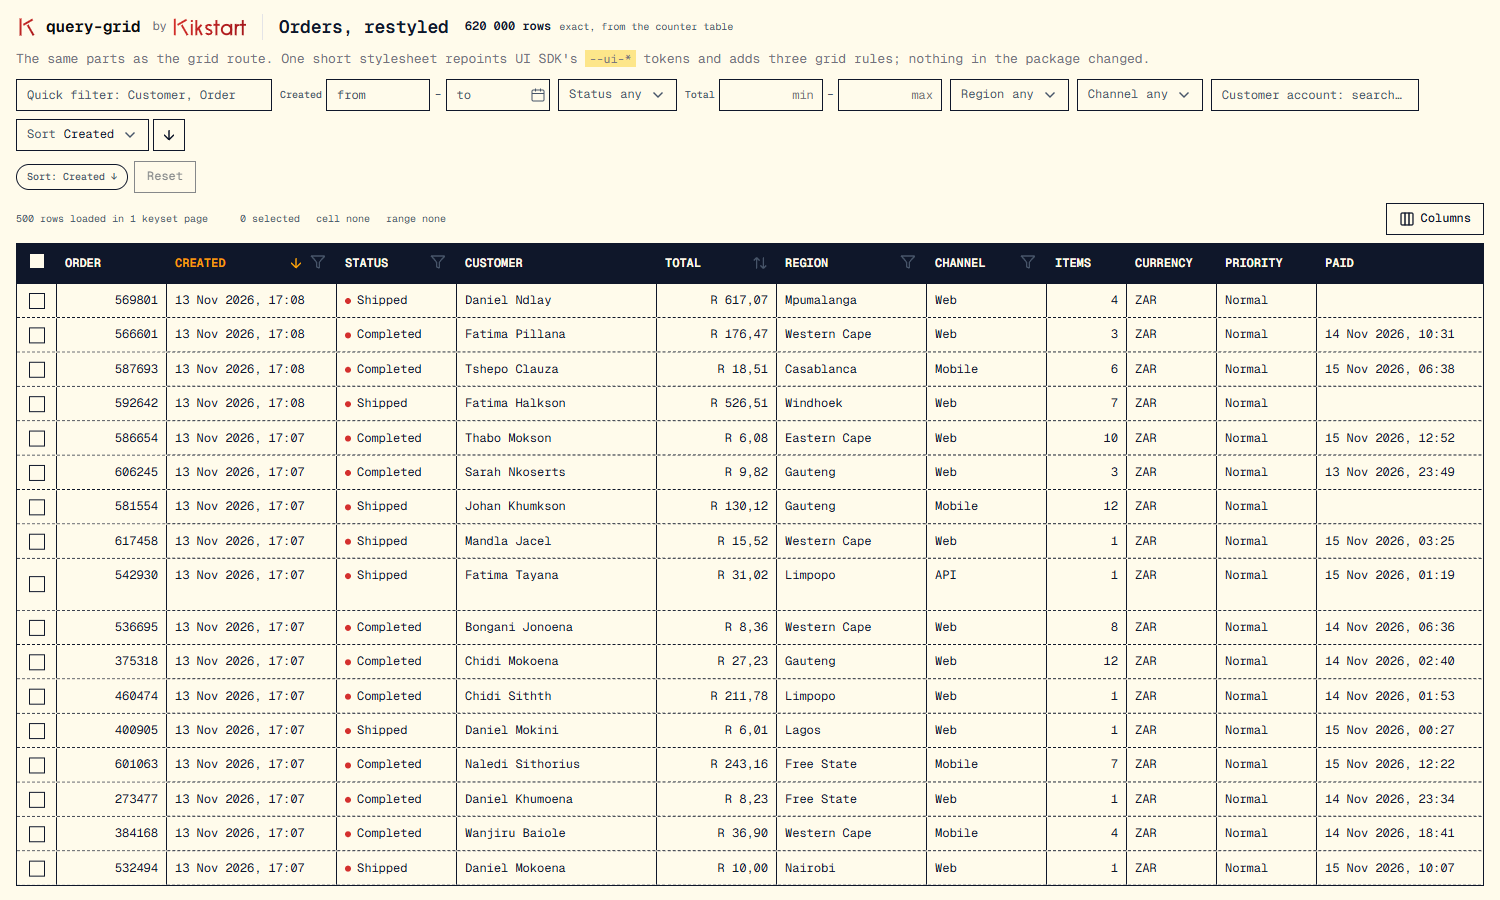 query-grid by Kikstart Orders, restyled 620 000 rows exact, from the counter table
The same parts as the grid route. One short stylesheet repoints UI SDK's --ui-* tokens and adds three grid rules; nothing in the package changed.
Quick filter: Customer, Order Created from – to Status any Total min – max Region any Channel any Customer account: search…
Sort Created ↓
Sort: Created ↓ Reset
500 rows loaded in 1 keyset page 0 selected cell none range none Columns
ORDER CREATED ↓ STATUS CUSTOMER TOTAL ↑↓ REGION CHANNEL ITEMS CURRENCY PRIORITY PAID
569801 13 Nov 2026, 17:08 Shipped Daniel Ndlay R 617,07 Mpumalanga Web 4 ZAR Normal
566601 13 Nov 2026, 17:08 Completed Fatima Pillana R 176,47 Western Cape Web 3 ZAR Normal 14 Nov 2026, 10:31
587693 13 Nov 2026, 17:08 Completed Tshepo Clauza R 18,51 Casablanca Mobile 6 ZAR Normal 15 Nov 2026, 06:38
592642 13 Nov 2026, 17:08 Shipped Fatima Halkson R 526,51 Windhoek Web 7 ZAR Normal
586654 13 Nov 2026, 17:07 Completed Thabo Mokson R 6,08 Eastern Cape Web 10 ZAR Normal 15 Nov 2026, 12:52
606245 13 Nov 2026, 17:07 Completed Sarah Nkoserts R 9,82 Gauteng Web 3 ZAR Normal 13 Nov 2026, 23:49
581554 13 Nov 2026, 17:07 Shipped Johan Khumkson R 130,12 Gauteng Mobile 12 ZAR Normal
617458 13 Nov 2026, 17:07 Shipped Mandla Jacel R 15,52 Western Cape Web 1 ZAR Normal 15 Nov 2026, 03:25
542930 13 Nov 2026, 17:07 Shipped Fatima Tayana R 31,02 Limpopo API 1 ZAR Normal 15 Nov 2026, 01:19
536695 13 Nov 2026, 17:07 Completed Bongani Jonoena R 8,36 Western Cape Web 8 ZAR Normal 14 Nov 2026, 06:36
375318 13 Nov 2026, 17:07 Completed Chidi Mokoena R 27,23 Gauteng Web 12 ZAR Normal 14 Nov 2026, 02:40
460474 13 Nov 2026, 17:07 Completed Chidi Sithth R 211,78 Limpopo Web 1 ZAR Normal 14 Nov 2026, 01:53
400905 13 Nov 2026, 17:07 Shipped Daniel Mokini R 6,01 Lagos Web 1 ZAR Normal 15 Nov 2026, 00:27
601063 13 Nov 2026, 17:07 Completed Naledi Sithorius R 243,16 Free State Mobile 7 ZAR Normal 15 Nov 2026, 12:22
273477 13 Nov 2026, 17:07 Completed Daniel Khumoena R 8,23 Free State Web 1 ZAR Normal 14 Nov 2026, 23:34
384168 13 Nov 2026, 17:07 Completed Wanjiru Baiole R 36,90 Western Cape Mobile 4 ZAR Normal 14 Nov 2026, 18:41
532494 13 Nov 2026, 17:07 Shipped Daniel Mokoena R 10,00 Nairobi Web 1 ZAR Normal 15 Nov 2026, 10:07